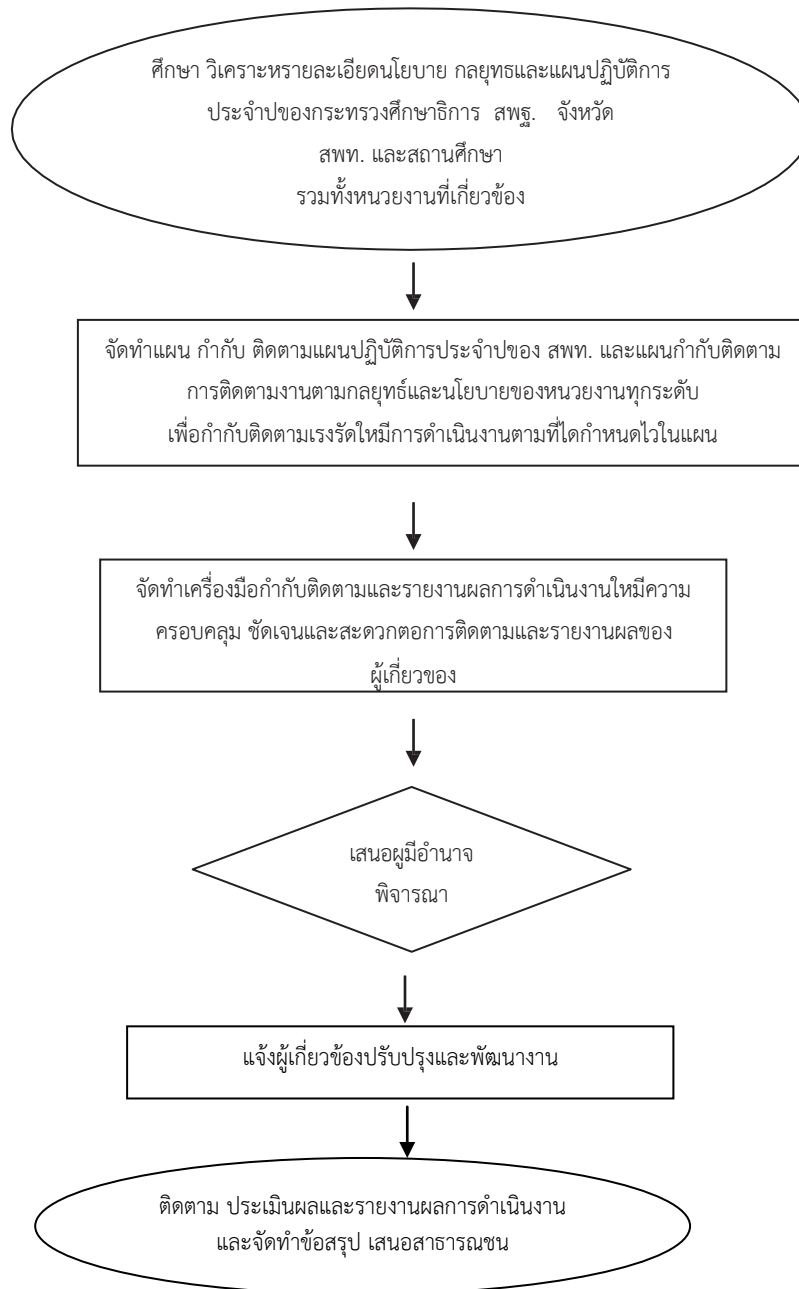 ศึกษา วิเคราะหรายละเอียดนโยบาย กลยุทธและแผนปฏิบัติการ
ประจำปของกระทรวงศึกษาธิการ สพฐ. จังหวัด
สพท. และสถานศึกษา
รวมทั้งหนวยงานที่เกี่ยวข้อง
จัดทำแผน กำกับ ติดตามแผนปฏิบัติการประจำปของ สพท. และแผนกำกับติดตาม
การติดตามงานตามกลยุทธ์และนโยบายของหนวยงานทุกระดับ
เพื่อกำกับติดตามเรงรัดใหมีการดำเนินงานตามที่ไดกำหนดไวในแผน
จัดทำเครื่องมือกำกับติดตามและรายงานผลการดำเนินงานใหมีความ
ครอบคลุม ชัดเจนและสะดวกตอการติดตามและรายงานผลของ
ผู้เกี่ยวของ
เสนอผูมีอำนาจ
พิจารณา
แจ้งผู้เกี่ยวข้องปรับปรุงและพัฒนางาน
ติดตาม ประเมินผลและรายงานผลการดำเนินงาน
และจัดทำข้อสรุป เสนอสาธารณชน